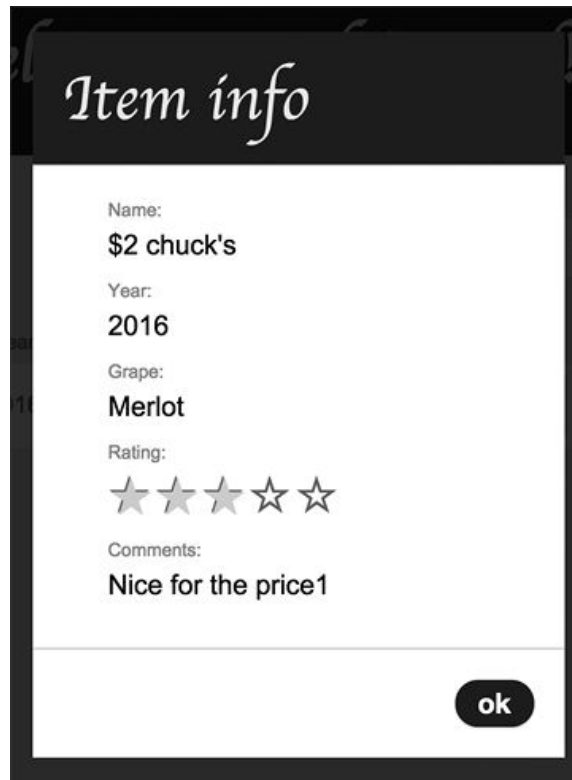 Item info
Name:
$2 chuck's
Year:
2016
Grape:
Merlot
Rating:
Comments:
Nice for the price1
ok